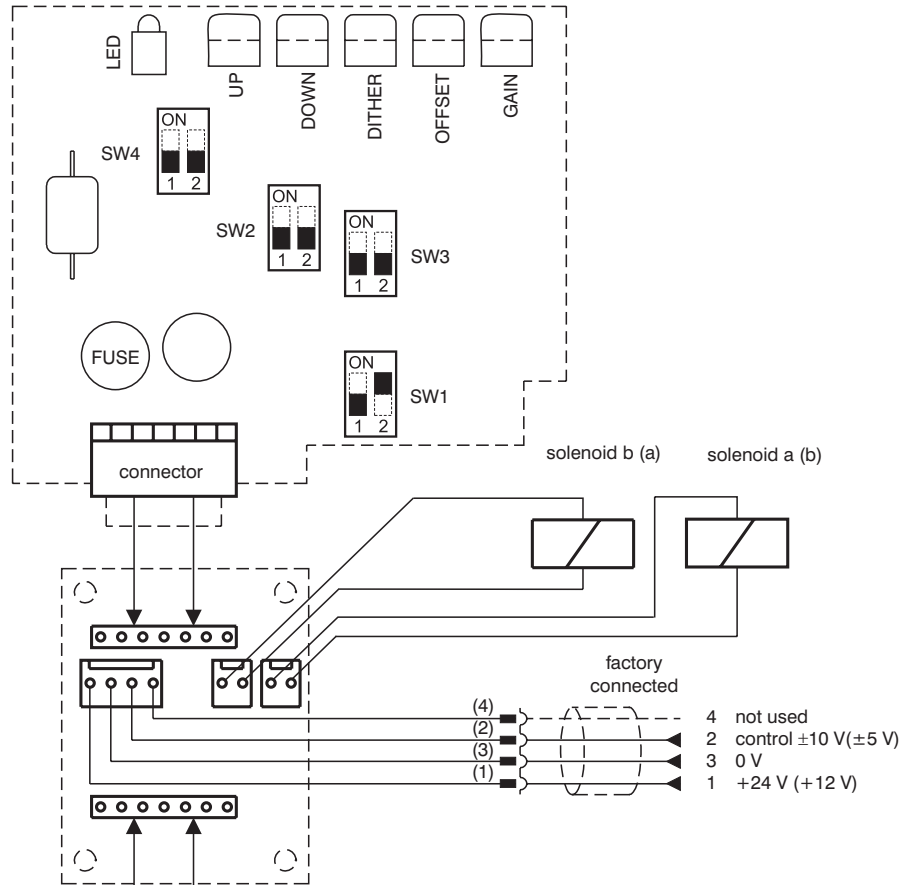 LED
UP
DOWN
DITHER
OFFSET
GAIN
ON
SW4
1 2
ON
SW2
1 2
ON
SW3
1 2
FUSE
ON
SW1
1 2
connector
solenoid b (a)
solenoid a (b)
factory
connected
(4)
4 not used
(2)
2 control ±10 V(±5 V)
(3)
3 0 V
(1)
1 +24 V (+12 V)